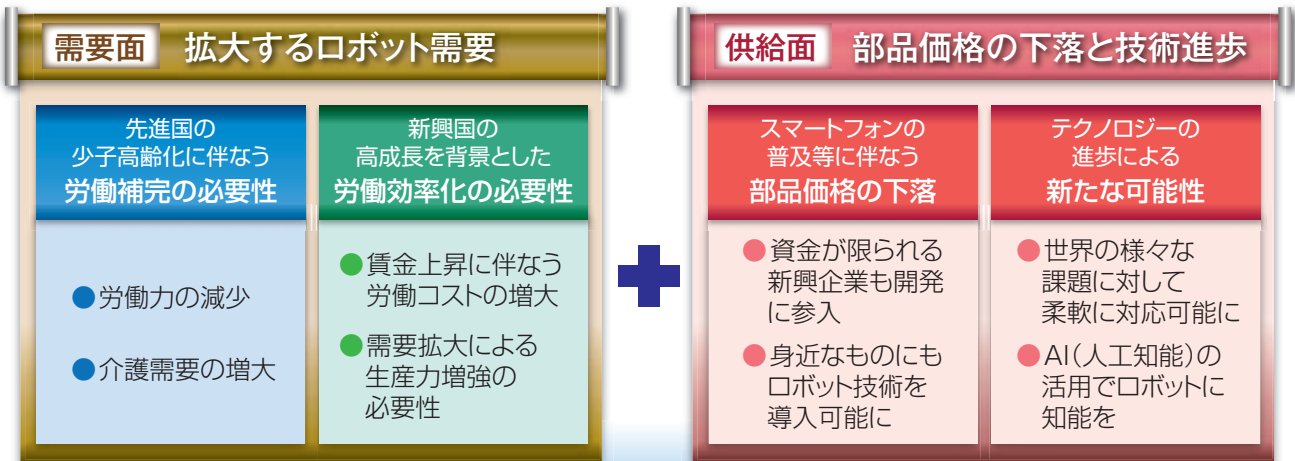 需要面 拡大するロボット需要
先進国の
少子高齢化に伴なう
労働補完の必要性
●労働力の減少
●介護需要の増大
新興国の
高成長を背景とした
労働効率化の必要性
●賃金上昇に伴なう
労働コストの増大
●需要拡大による
生産力増強の
必要性
供給面 部品価格の下落と技術進歩
スマートフォンの
普及等に伴なう
部品価格の下落
●資金が限られる
新興企業も開発
に参入
●身近なものにも
ロボット技術を
導入可能に
テクノロジーの
進歩による
新たな可能性
●世界の様々な
課題に対して
柔軟に対応可能に
●AI(人工知能)の
活用でロボットに
知能を